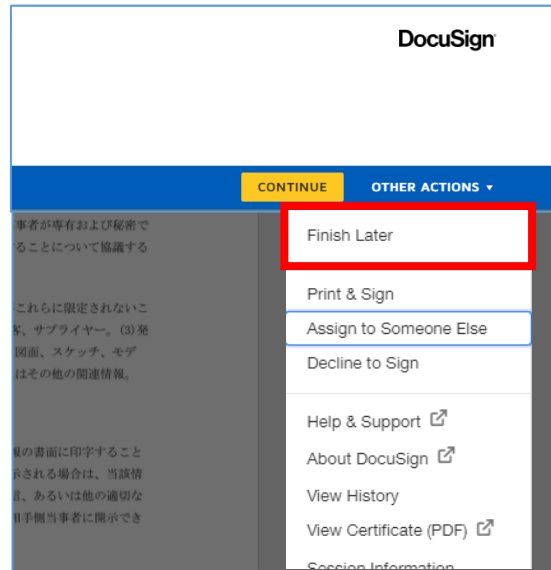 DocuSign
CONTINUE
OTHER ACTIONS
事者が専有および秘密で
ることについて協議する
これらに限定されないこ
客、サプライヤー。(3)発
図面、スケッチ、モデ
はその他の関連情報。
報の書面に印字すること
示される場合は、当該情
、あるいは他の適切な
相手側当事者に開示でき
Finish Later
Print & Sign
Assign to Someone Else
Decline to Sign
Help & Support
About DocuSign
View History
View Certificate (PDF)
Session Information